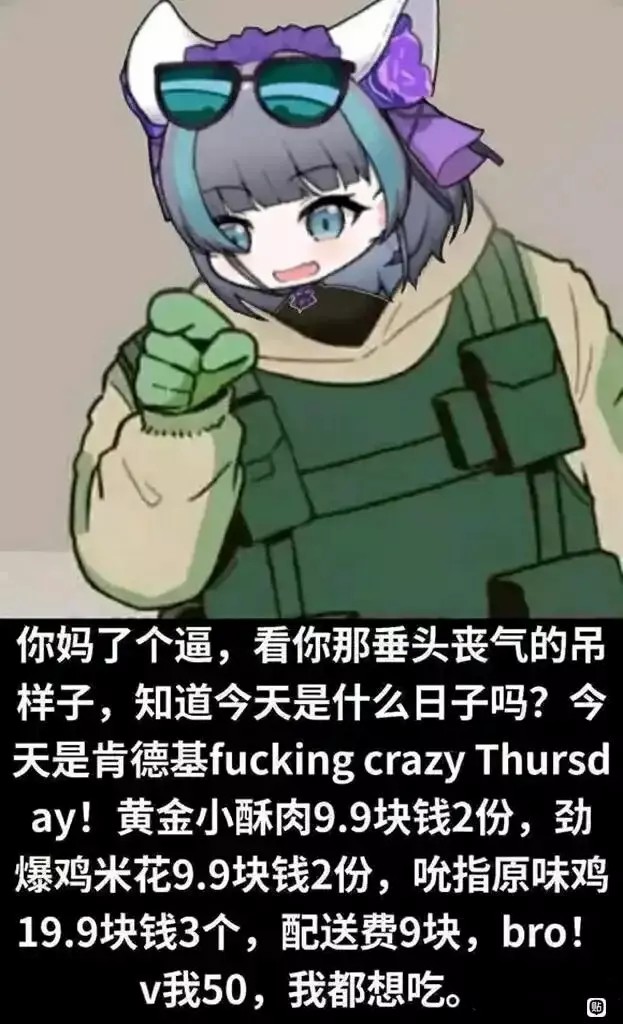 你妈了个逼，看你那垂头丧气的吊
样子，知道今天是什么日子吗？今
天是肯德基fucking crazy Thursd
ay！黄金小酥肉9.9块钱2份，劲
爆鸡米花9.9块钱2份，吮指原味鸡
19.9块钱3个，配送费9块，bro！
v我50，我都想吃。
贴